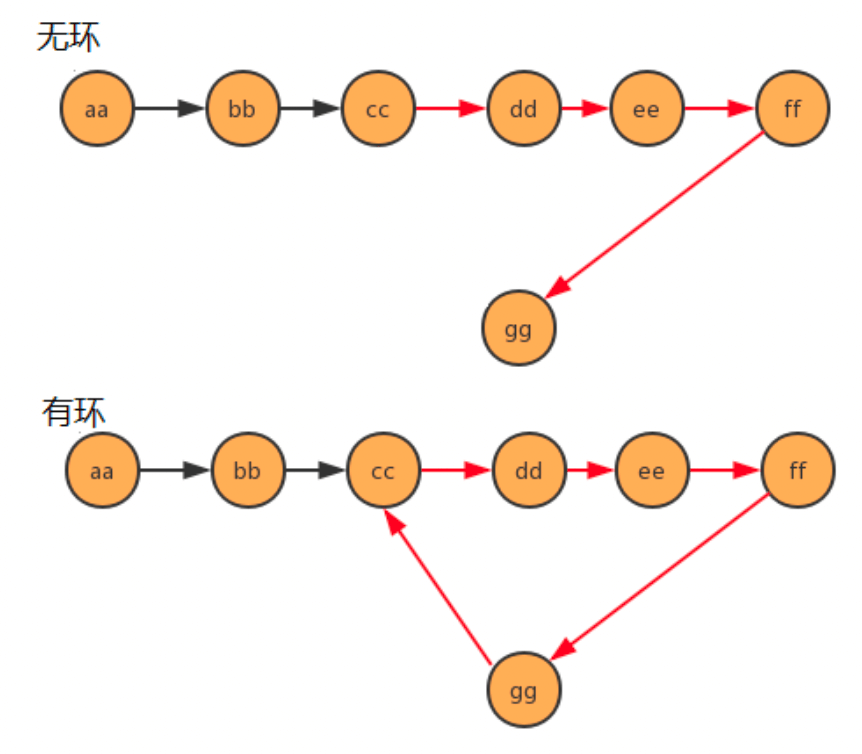 无环
aa bb cc dd ee ff
gg
有环
aa bb cc dd ee ff
gg